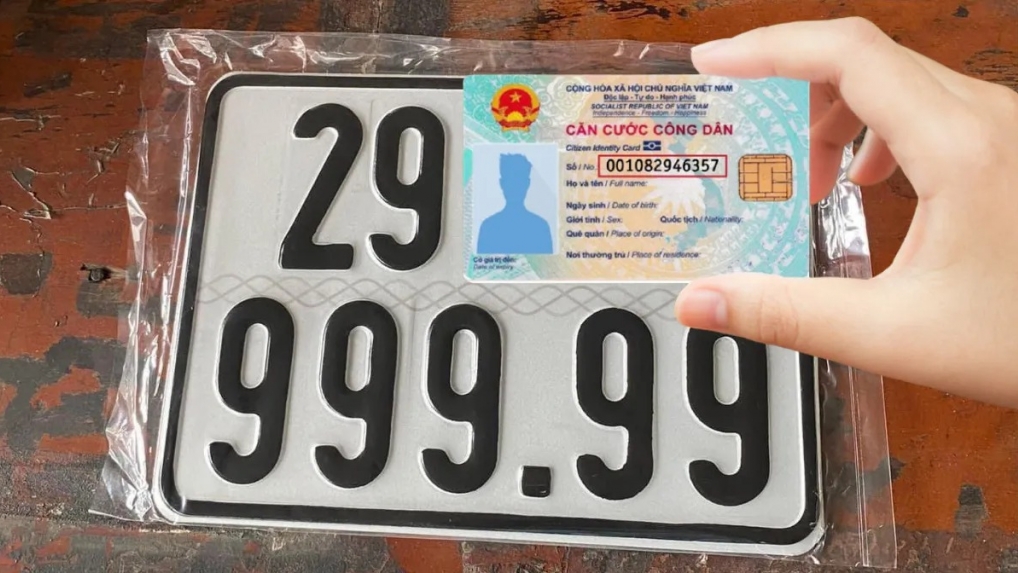 29
999.99
CỘNG HÒA XÃ HỘI CHỦ NGHĨA VIỆT NAM
Độc lập - Tự do - Hạnh phúc
SOCIALIST REPUBLIC OF VIET NAM
Independence - Freedom - Happiness
CĂN CƯỚC CÔNG DÂN
Citizen Identity Card
Số / No.: 001082946357
Họ và tên / Full name:
Ngày sinh / Date of birth:
Giới tính / Sex: Quốc tịch / Nationality:
Quê quán / Place of origin:
Nơi thường trú / Place of residence:
Có giá trị đến:
Date of expiry